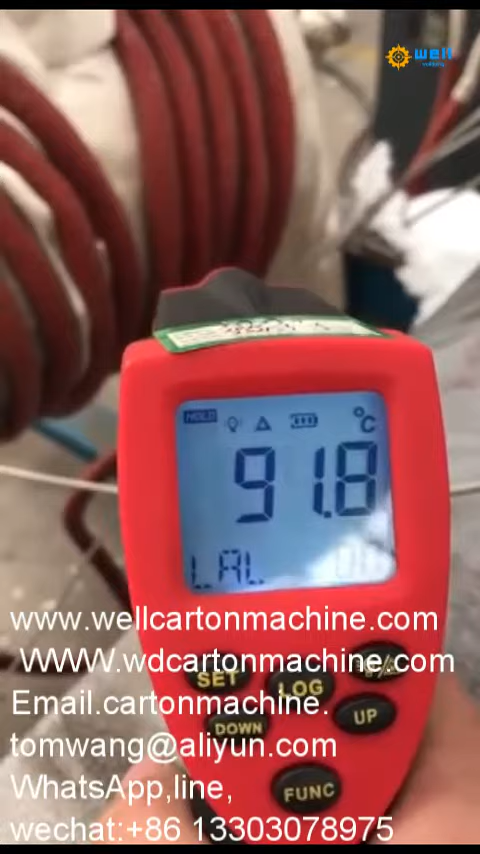 well
HOLD
°C
91.8
LAL
www.wellcartonmachine.com
WWW.wdcartonmachine.com
SET
LOG
Email.cartonmachine.
DOWN
UP
tomwang@aliyun.com
WhatsApp,line,
FUNC
wechat:+86 13303078975